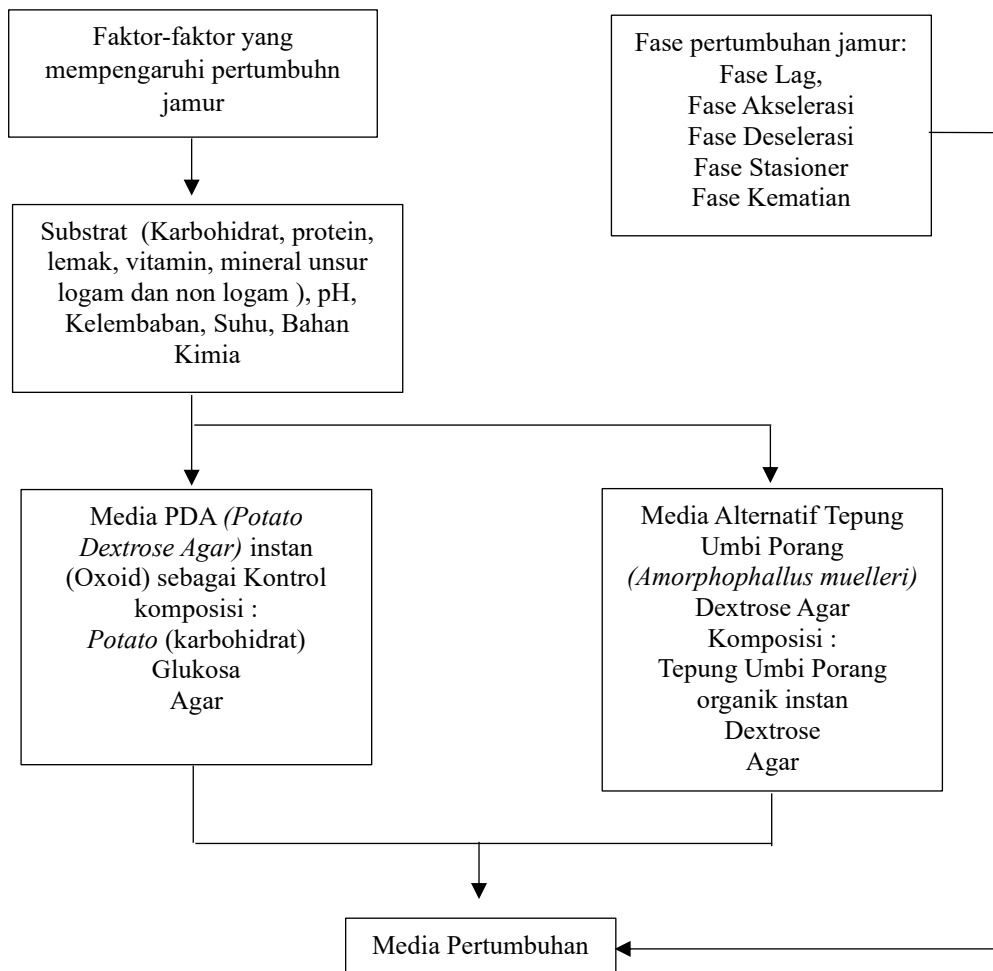 Faktor-faktor yang
mempengaruhi pertumbuhn
jamur
Fase pertumbuhan jamur:
Fase Lag,
Fase Akselerasi
Fase Deselerasi
Fase Stasioner
Fase Kematian
Substrat (Karbohidrat, protein,
lemak, vitamin, mineral unsur
logam dan non logam ), pH,
Kelembaban, Suhu, Bahan
Kimia
Media PDA (Potato
Dextrose Agar) instan
(Oxoid) sebagai Kontrol
komposisi :
Potato (karbohidrat)
Glukosa
Agar
Media Alternatif Tepung
Umbi Porang
(Amorphophallus muelleri)
Dextrose Agar
Komposisi :
Tepung Umbi Porang
organik instan
Dextrose
Agar
Media Pertumbuhan